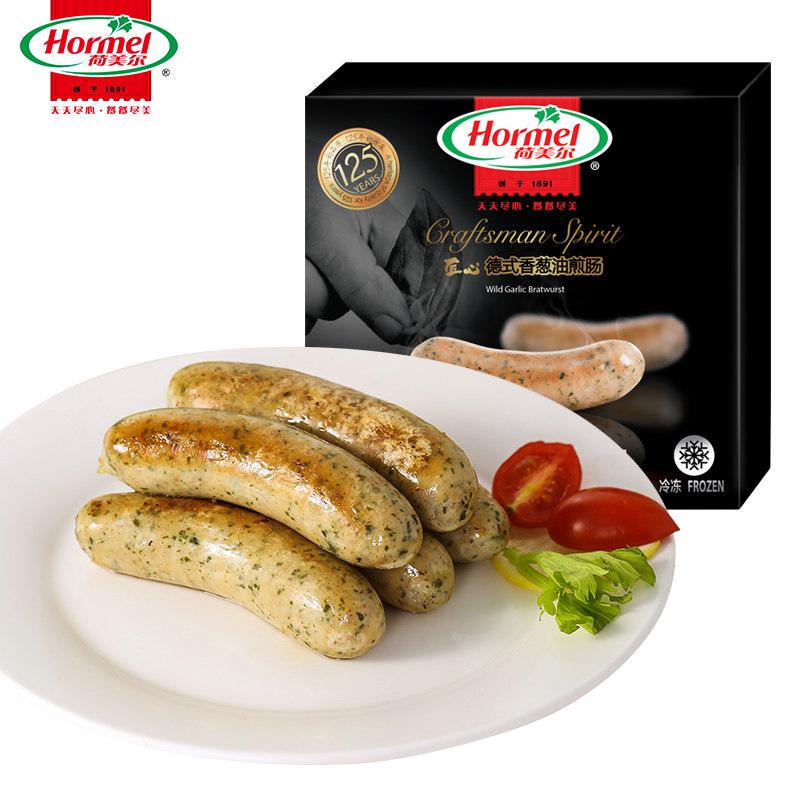 Hormel
荷美尔
®
创于1891
天天尽心·餐餐尽美
Hormel
荷美尔
®
创于1891
天天尽心·餐餐尽美
125
YEARS
Craftsman Spirit
匠心 德式香葱油煎肠
Wild Garlic Bratwurst
冷冻 FROZEN